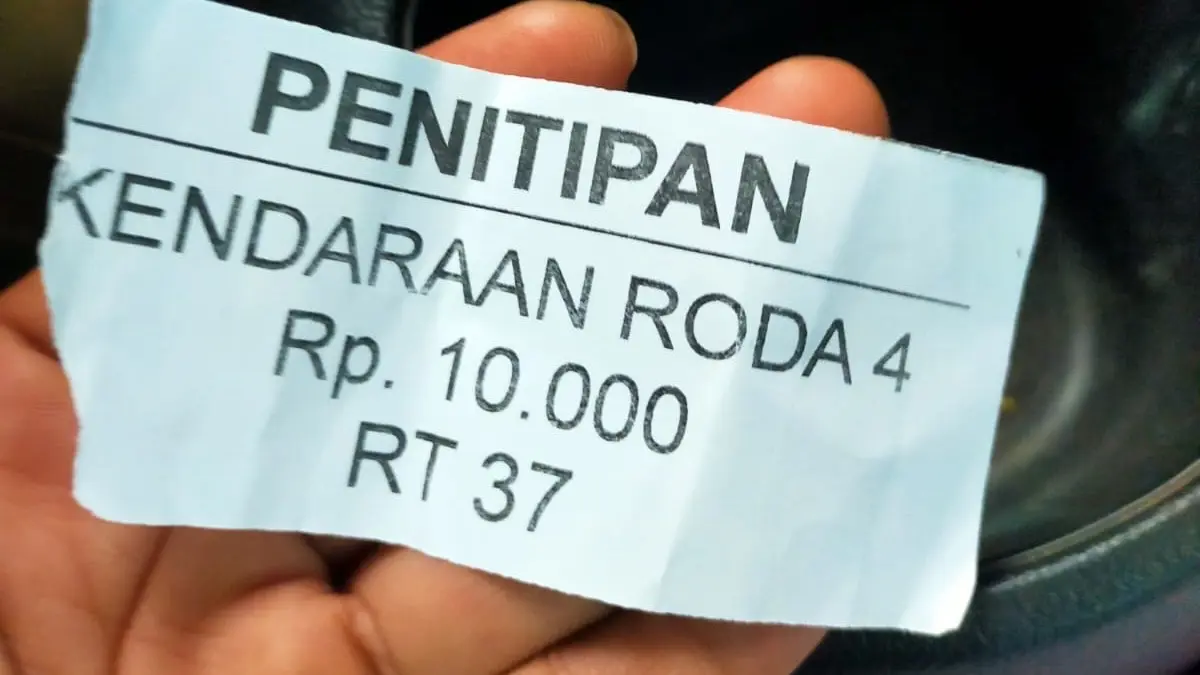 PENITIPAN
KENDARAAN RODA 4
Rp. 10.000
RT 37